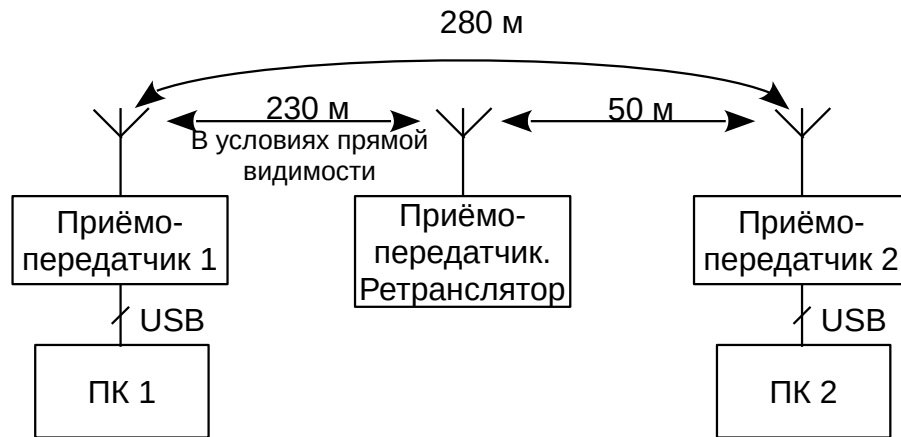 280 м
230 м
В условиях прямой
видимости
50 м
Приёмо-
передатчик 1
Приёмо-
передатчик.
Ретранслятор
Приёмо-
передатчик 2
USB
USB
ПК 1
ПК 2